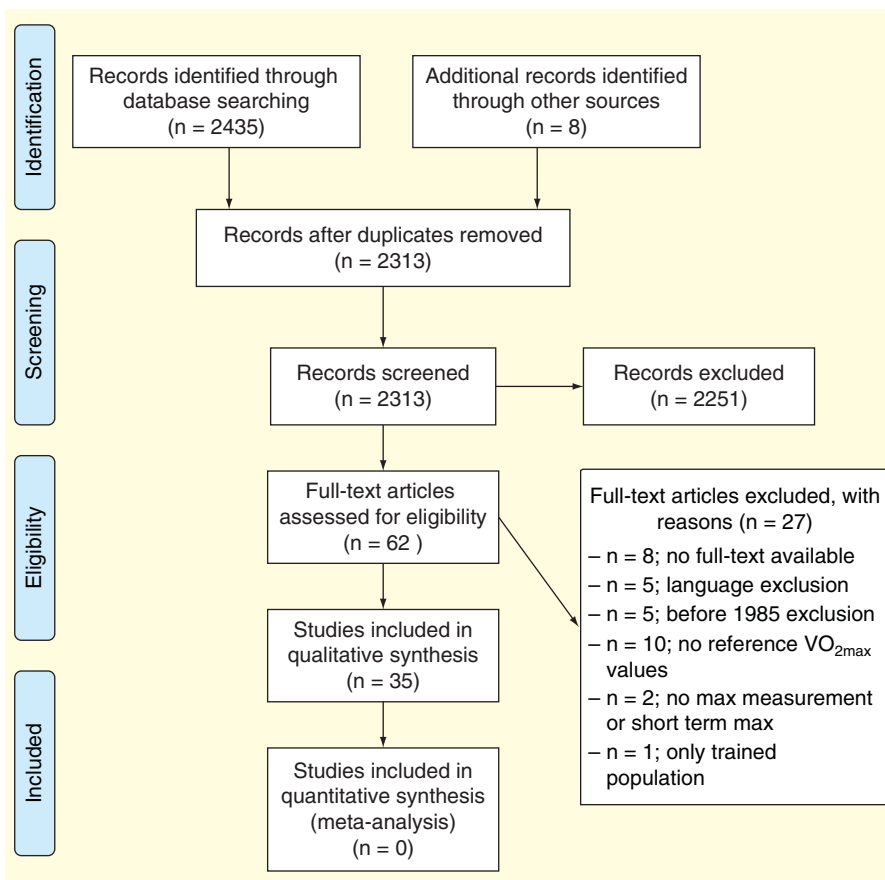 Identification
Records identified through
database searching
(n = 2435)
Additional records identified
through other sources
(n = 8)
Records after duplicates removed
(n = 2313)
Screening
Records screened
(n = 2313)
Records excluded
(n = 2251)
Eligibility
Full-text articles
assessed for eligibility
(n = 62 )
Full-text articles excluded, with
reasons (n = 27)
– n = 8; no full-text available
– n = 5; language exclusion
– n = 5; before 1985 exclusion
– n = 10; no reference VO2max
values
– n = 2; no max measurement
or short term max
– n = 1; only trained
population
Studies included in
qualitative synthesis
(n = 35)
Included
Studies included in
quantitative synthesis
(meta-analysis)
(n = 0)